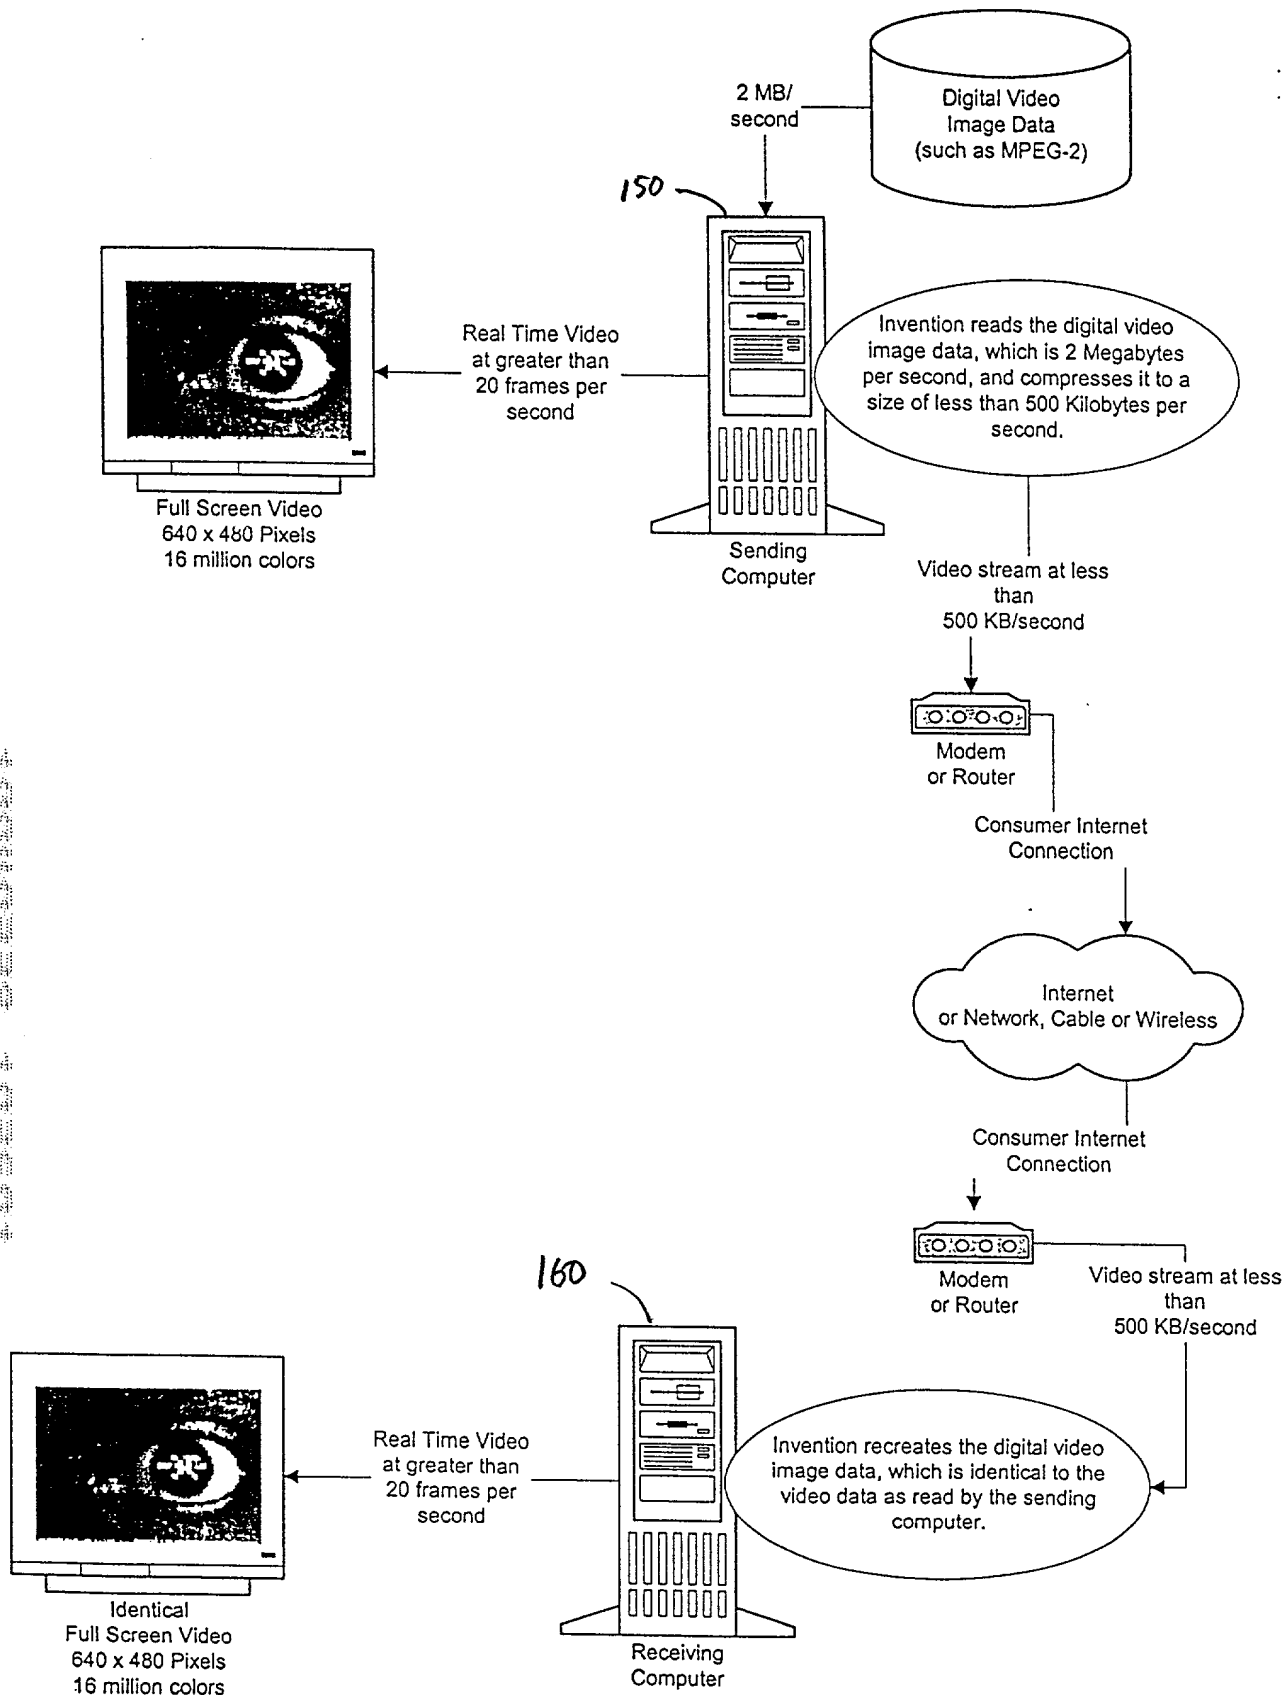 2 MB/
second
Digital Video
Image Data
(such as MPEG-2)
150
Real Time Video
at greater than
20 frames per
second
Invention reads the digital video
image data, which is 2 Megabytes
per second, and compresses it to a
size of less than 500 Kilobytes per
second.
Full Screen Video
640 x 480 Pixels
16 million colors
Sending
Computer
Video stream at less
than
500 KB/second
Modem
or Router
Consumer Internet
Connection
Internet
or Network, Cable or Wireless
Consumer Internet
Connection
Modem
or Router
Video stream at less
than
500 KB/second
160
Real Time Video
at greater than
20 frames per
second
Invention recreates the digital video
image data, which is identical to the
video data as read by the sending
computer.
Identical
Full Screen Video
640 x 480 Pixels
16 million colors
Receiving
Computer